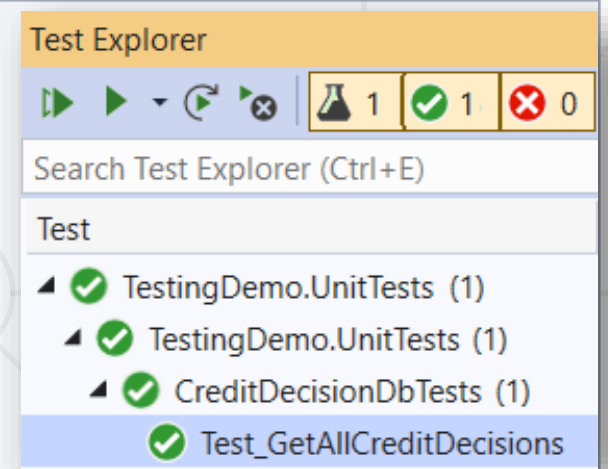 Test Explorer
1 1 0
Search Test Explorer (Ctrl+E)
Test
TestingDemo.UnitTests (1)
TestingDemo.UnitTests (1)
CreditDecisionDbTests (1)
Test_GetAllCreditDecisions